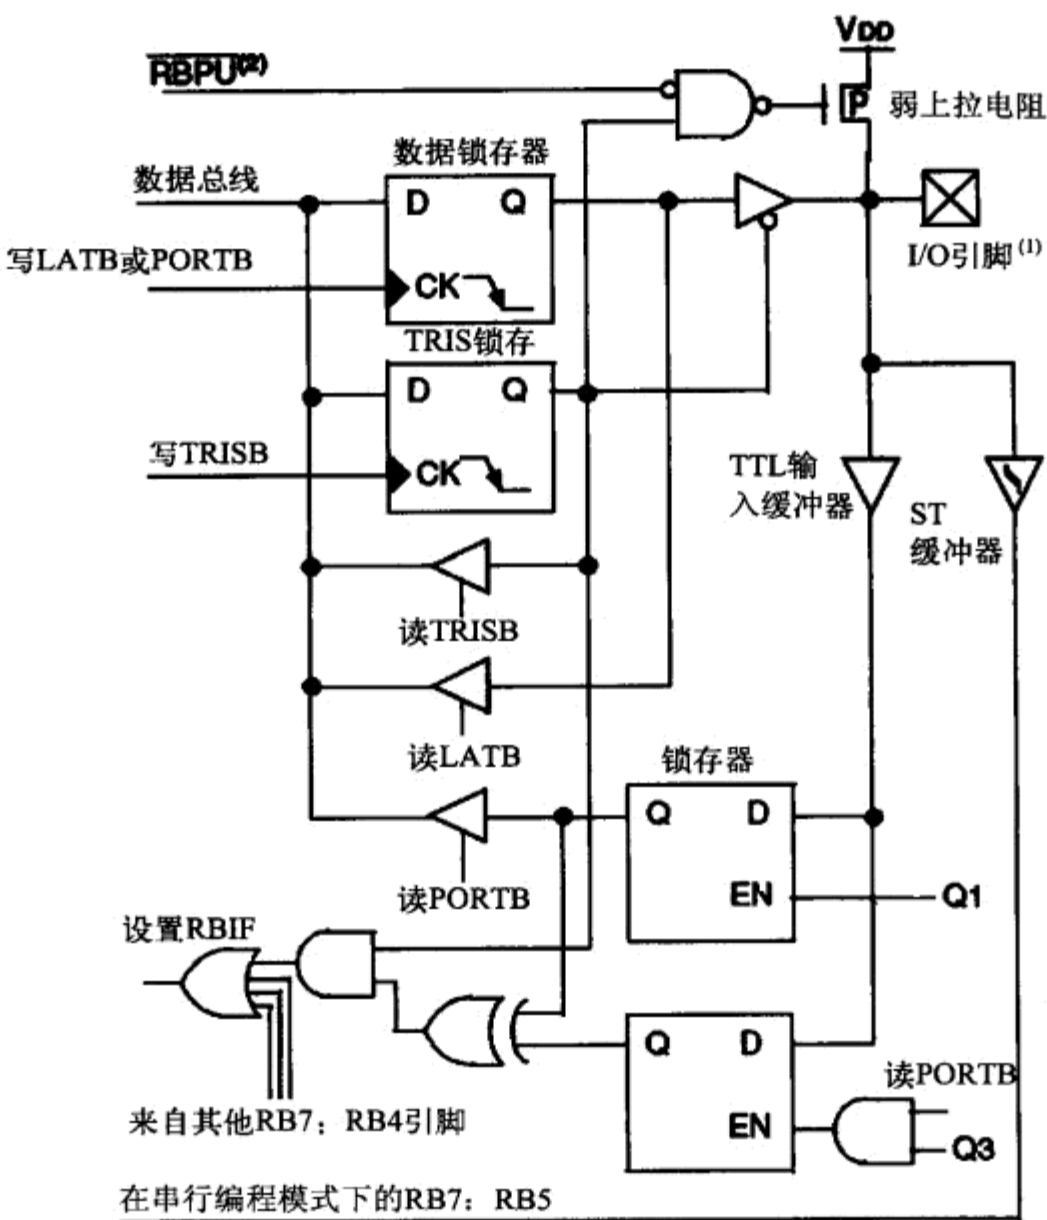 VDD
RBPU(2)
P
弱上拉电阻
数据锁存器
数据总线
D Q
写LATB或PORTB
CK
I/O引脚(1)
TRIS锁存
D Q
写TRISB
CK
TTL输
入缓冲器
ST
缓冲器
读TRISB
读LATB
锁存器
Q D
EN
Q1
读PORTB
设置RBIF
Q D
读PORTB
EN
Q3
来自其他RB7：RB4引脚
在串行编程模式下的RB7：RB5